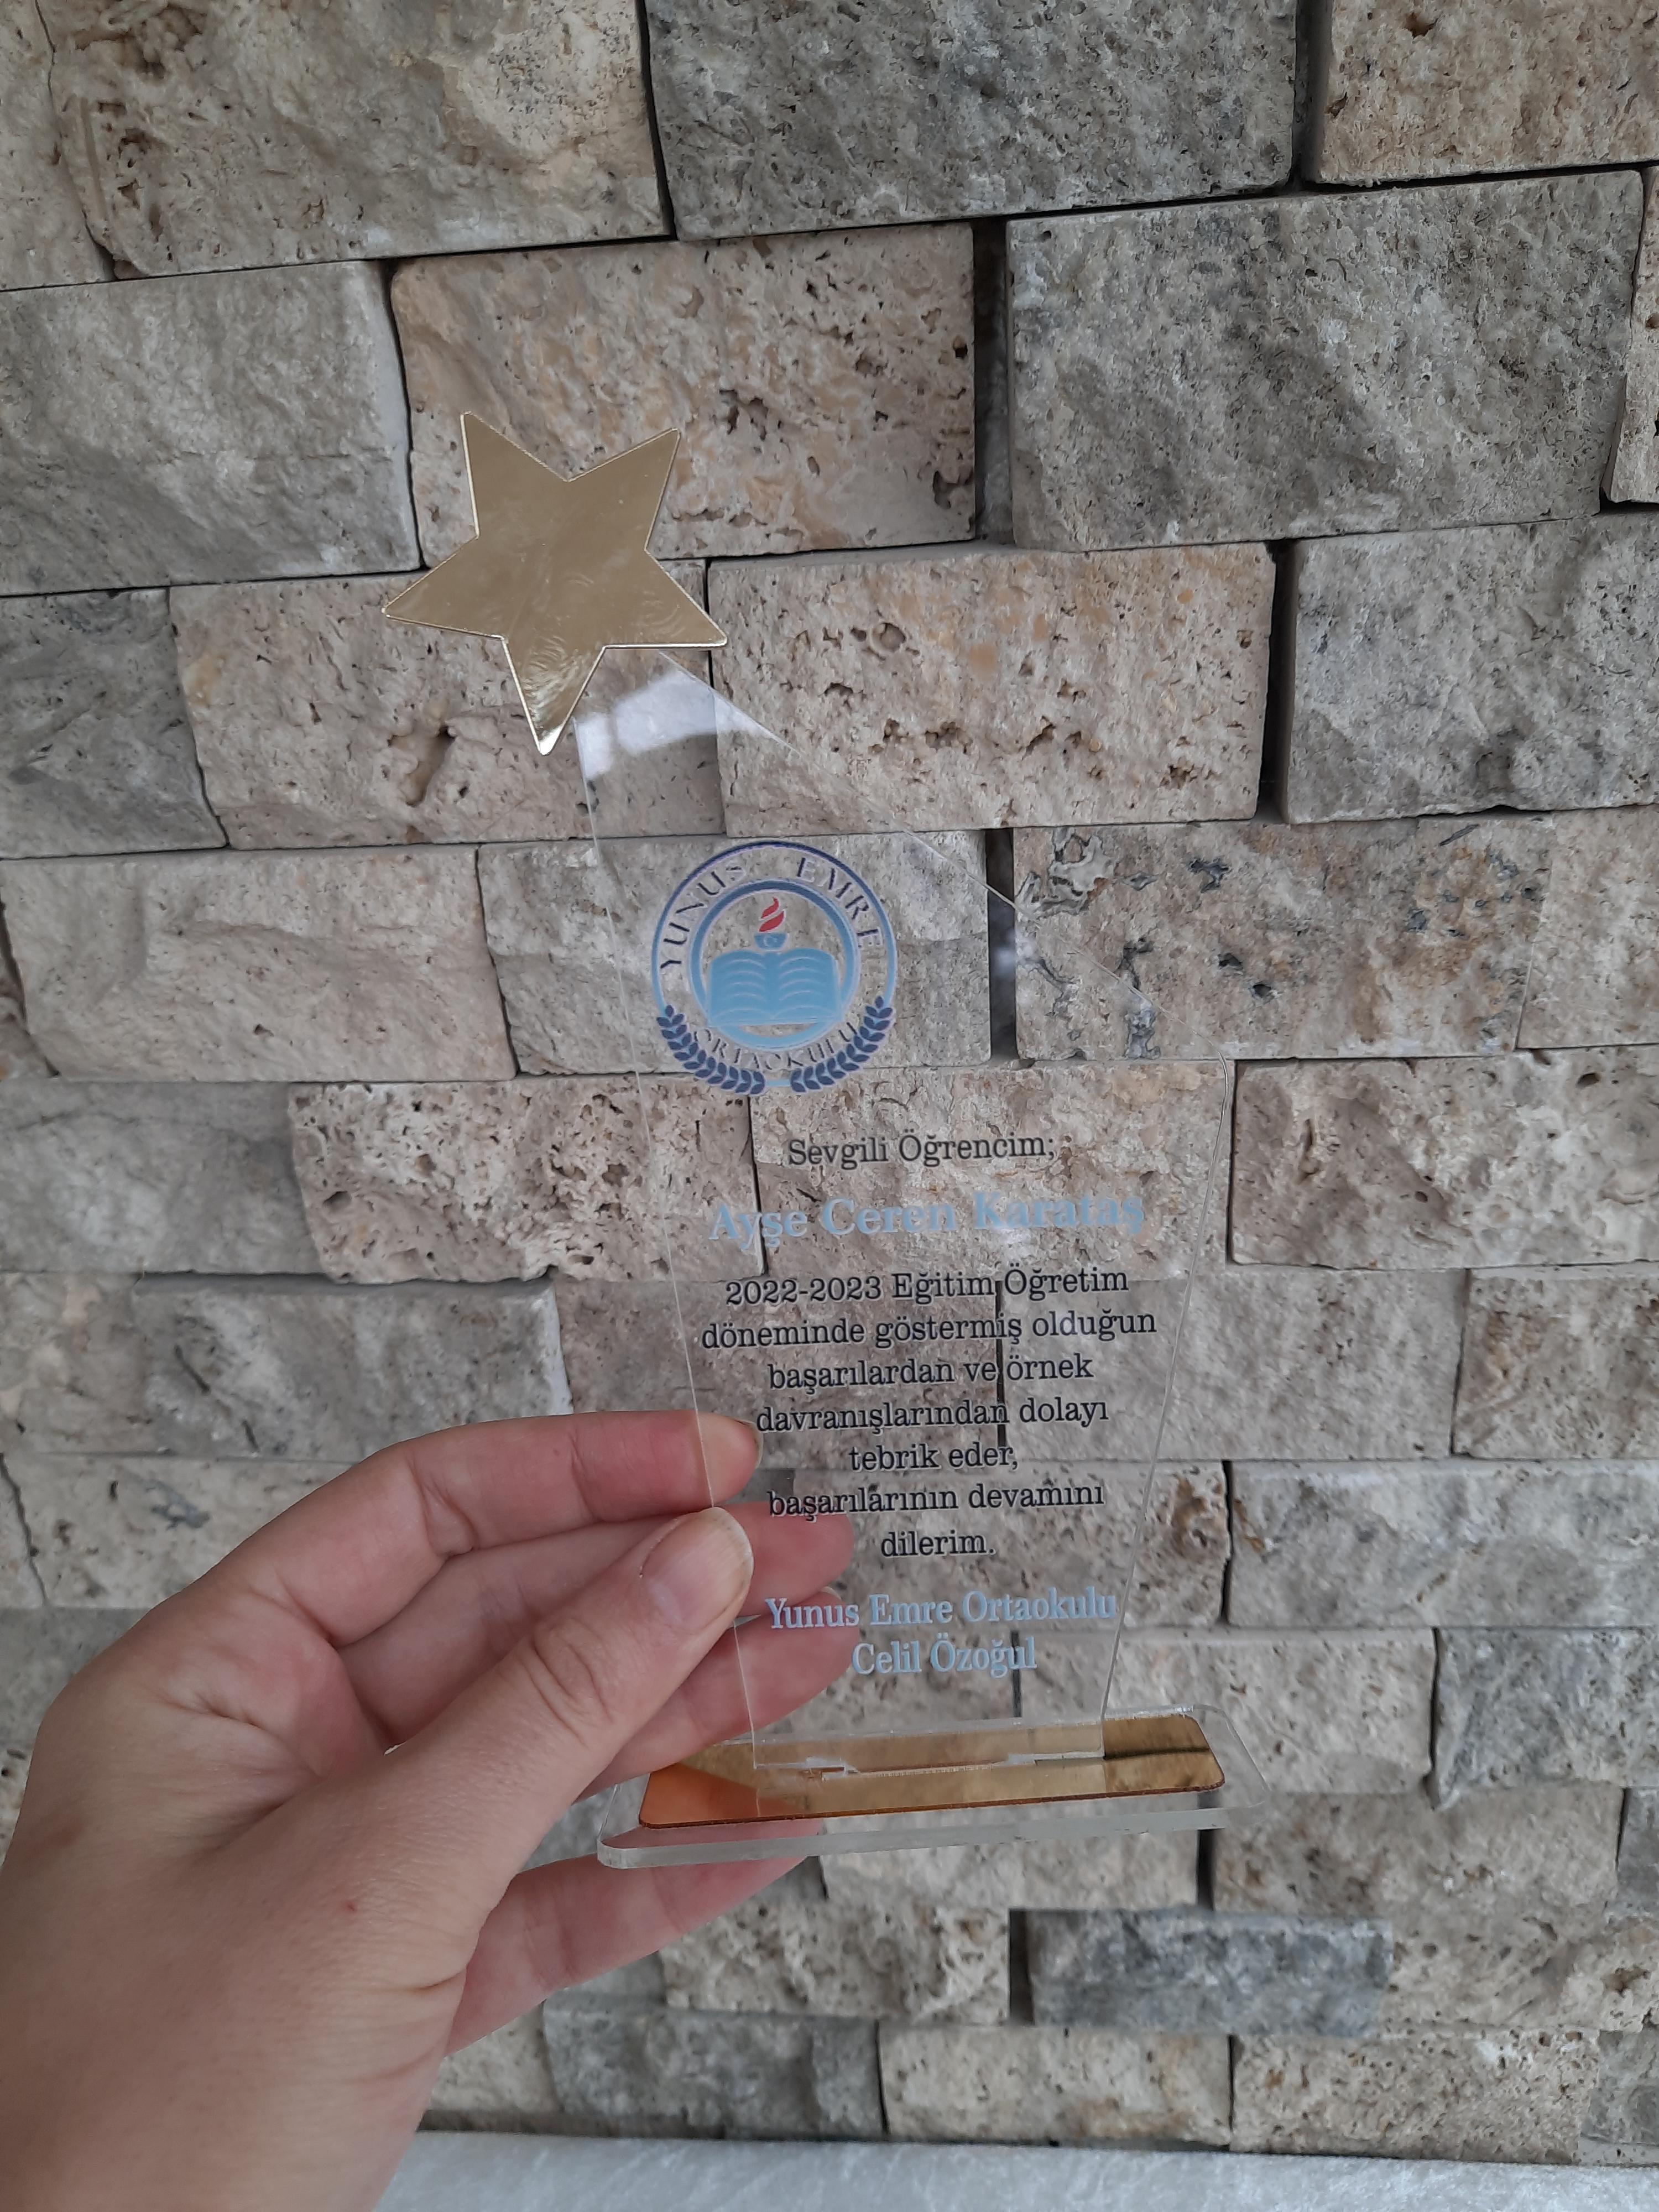 YUNUS EMRE
ORTAOKULU
Sevgili Öğrencim;
Ayşe Ceren Karataş
2022-2023 Eğitim Öğretim
döneminde göstermiş olduğun
başarılardan ve örnek
davranışlarından dolayı
tebrik eder,
başarılarının devamını
dilerim.
Yunus Emre Ortaokulu
Celil Özoğul